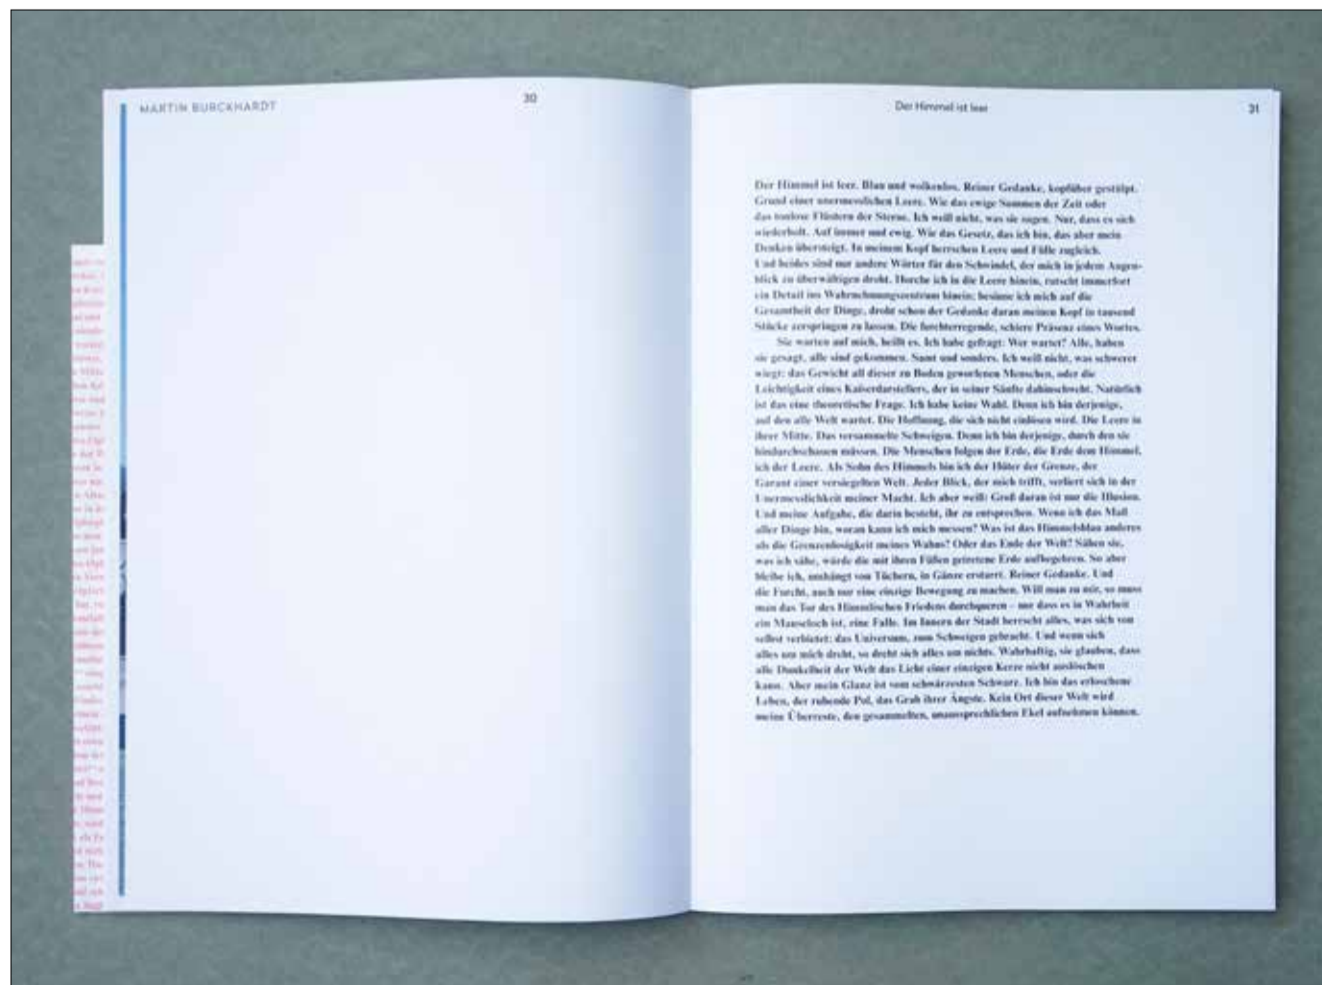 MARTIN BURCKHARDT
30
Der Himmel ist leer
31
Der Himmel ist leer. Blau und wolkenlos. Reiner Gedanke, kopfüber gestülpt.
Grund einer unermesslichen Leere. Wie das ewige Summen der Zeit oder
das tonlose Flüstern der Sterne. Ich weiß nicht, was sie sagen. Nur, dass es sich
wiederholt. Auf immer und ewig. Wie das Gesetz, das ich bin, das aber mein
Denken übersteigt. In meinem Kopf herrschen Leere und Fülle zugleich.
Und beides sind nur andere Wörter für den Schwindel, der mich in jedem Augen-
blick zu überwältigen droht. Horche ich in die Leere hinein, rutscht immerfort
ein Detail ins Wahrnehmungszentrum hinein; besinne ich mich auf die
Gesamtheit der Dinge, droht schon der Gedanke daran meinen Kopf in tausend
Stücke zerspringen zu lassen. Die furchterregende, schiere Präsenz eines Wortes.
Sie warten auf mich, heißt es. Ich habe gefragt: Wer wartet? Alle, haben
sie gesagt, alle sind gekommen. Samt und sonders. Ich weiß nicht, was schwerer
wiegt: das Gewicht all dieser zu Boden geworfenen Menschen, oder die
Leichtigkeit eines Kaiserdarstellers, der in seiner Sänfte dahinschwebt. Natürlich
ist das eine theoretische Frage. Ich habe keine Wahl. Denn ich bin derjenige,
auf den alle Welt wartet. Die Hoffnung, die sich nicht einlösen wird. Die Leere in
ihrer Mitte. Das versammelte Schweigen. Denn ich bin derjenige, durch den sie
hindurchschauen müssen. Die Menschen folgen der Erde, die Erde dem Himmel,
ich der Leere. Als Sohn des Himmels bin ich der Hüter der Grenze, der
Garant einer versiegelten Welt. Jeder Blick, der mich trifft, verliert sich in der
Unermesslichkeit meiner Macht. Ich aber weiß: Groß daran ist nur die Illusion.
Und meine Aufgabe, die darin besteht, ihr zu entsprechen. Wenn ich das Maß
aller Dinge bin, woran kann ich mich messen? Was ist das Himmelsblau anderes
als die Grenzenlosigkeit meines Wahns? Oder das Ende der Welt? Sähen sie,
was ich sähe, würde die mit ihren Füßen getretene Erde aufbegehren. So aber
bleibe ich, umhängt von Tüchern, in Gänze erstarrt. Reiner Gedanke. Und
die Furcht, auch nur eine einzige Bewegung zu machen. Will man zu mir, so muss
man das Tor des Himmlischen Friedens durchqueren – nur dass es in Wahrheit
ein Mauseloch ist, eine Falle. Im Innern der Stadt herrscht alles, was sich von
selbst verbietet: das Universum, zum Schweigen gebracht. Und wenn sich
alles um mich dreht, so dreht sich alles um nichts. Wahrhaftig, sie glauben, dass
alle Dunkelheit der Welt das Licht einer einzigen Kerze nicht auslöschen
kann. Aber mein Glanz ist vom schwärzesten Schwarz. Ich bin das erloschene
Leben, der ruhende Pol, das Grab ihrer Ängste. Kein Ort dieser Welt wird
meine Überreste, den gesammelten, unaussprechlichen Ekel aufnehmen können.